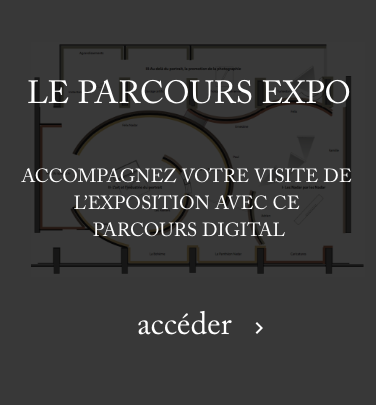 LE PARCOURS EXPO
ACCOMPAGNEZ VOTRE VISITE DE
L'EXPOSITION AVEC CE
PARCOURS DIGITAL
accéder ›